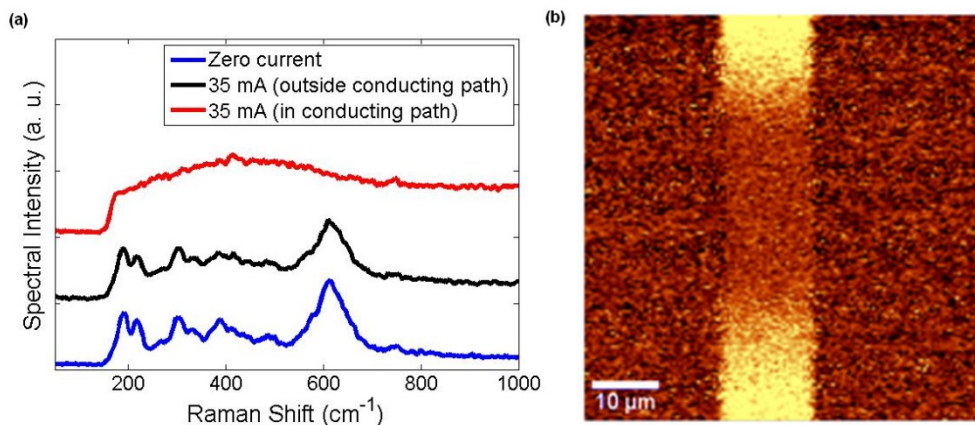 (a)
Zero current
35 mA (outside conducting path)
35 mA (in conducting path)
Spectral Intensity (a. u.)
200
400
600
800
1000
Raman Shift (cm⁻¹)
(b)
10 μm